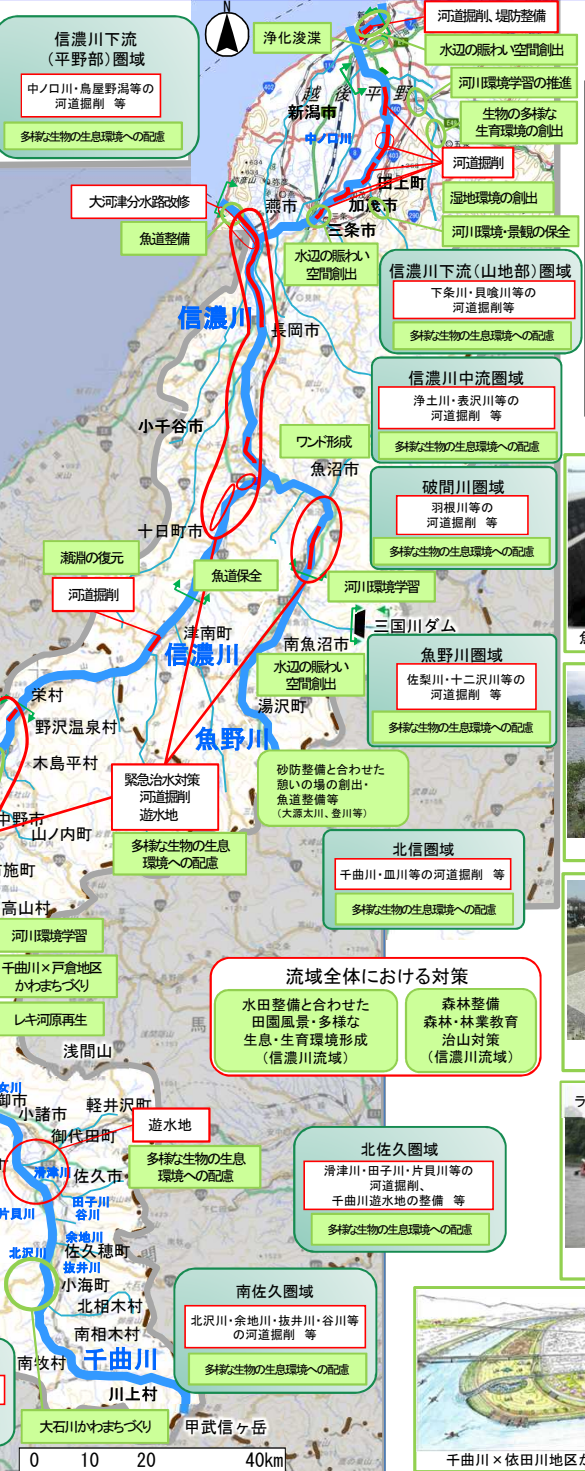 N
河道掘削、堤防整備
浄化浚渫
水辺の賑わい空間創出
信濃川下流
(平野部)圏域
中ノ口川・鳥屋野潟等の
河道掘削 等
多様な生物の生息環境への配慮
河川環境学習の推進
越後平野
新潟市
中ノ口川
生物の多様な
生育環境の創出
河道掘削
田上町
大河津分水路改修
燕市
加茂市
湿地環境の創出
三条市
河川環境・景観の保全
魚道整備
水辺の賑わい
空間創出
信濃川下流(山地部)圏域
下条川・貝喰川等の
河道掘削等
多様な生物の生息環境への配慮
信濃川
長岡市
信濃川中流圏域
浄土川・表沢川等の
河道掘削 等
多様な生物の生息環境への配慮
小千谷市
ワンド形成
魚沼市
破間川圏域
羽根川等の
河道掘削 等
多様な生物の生息環境への配慮
十日町市
瀬淵の復元
魚道保全
河川環境学習
河道掘削
三国川ダム
津南町
信濃川
南魚沼市
水辺の賑わい
空間創出
魚野川圏域
佐梨川・十二沢川等の
河道掘削 等
多様な生物の生息環境への配慮
栄村
湯沢町
野沢温泉村
魚野川
木島平村
緊急治水対策
河道掘削
遊水地
砂防整備と合わせた
憩いの場の創出・
魚道整備等
(大源太川、登川等)
中野市
山ノ内町
多様な生物の生息
環境への配慮
北信圏域
千曲川・皿川等の河道掘削 等
多様な生物の生息環境への配慮
施町
高山村
河川環境学習
千曲川×戸倉地区
かわまちづくり
流域全体における対策
水田整備と合わせた
田園風景・多様な
生息・生育環境形成
(信濃川流域)
森林整備
森林・林業教育
治山対策
(信濃川流域)
レキ河原再生
馬
浅間山
女川
御市
小諸市
軽井沢町
遊水地
御代田町
多様な生物の生息
環境への配慮
滑津川
佐久市
北佐久圏域
滑津川・田子川・片貝川等の
河道掘削、
千曲川遊水地の整備 等
多様な生物の生息環境への配慮
田子川
谷川
片貝川
余地川
北沢川
佐久穂町
抜井川
小海町
北相木村
南佐久圏域
北沢川・余地川・抜井川・谷川等
の河道掘削 等
多様な生物の生息環境への配慮
南相木村
南牧村
千曲川
川上村
大石川かわまちづくり
甲武信ヶ岳
0 10 20 40km
千曲川×依田川地区